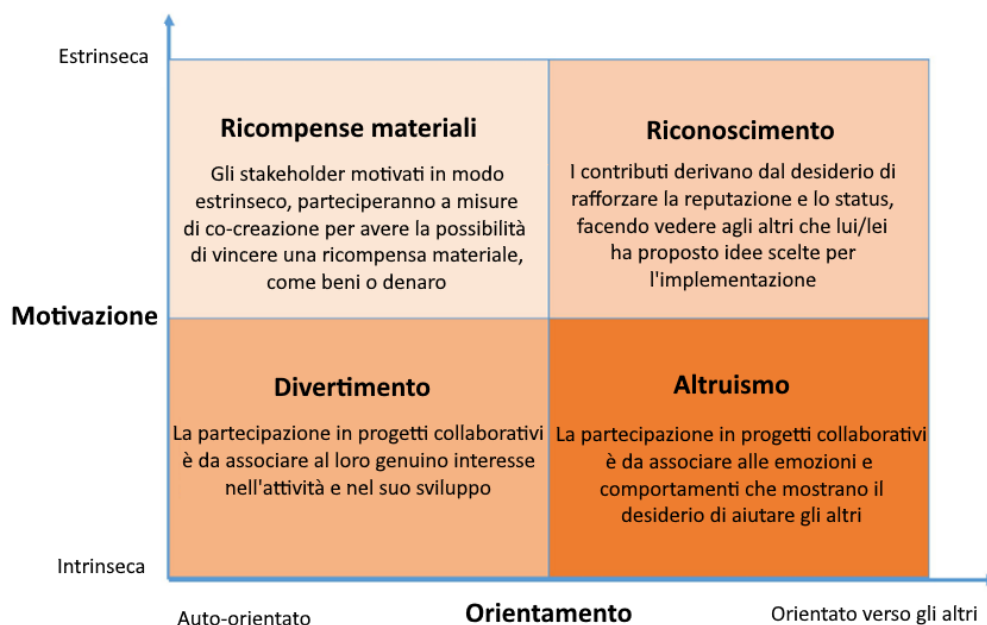 Estrinseca
Ricompense materiali
Gli stakeholder motivati in modo
estrinseco, parteciperanno a misure
di co-creazione per avere la possibilità
di vincere una ricompensa materiale,
come beni o denaro
Riconoscimento
I contributi derivano dal desiderio di
rafforzare la reputazione e lo status,
facendo vedere agli altri che lui/lei
ha proposto idee scelte per
l'implementazione
Motivazione
Divertimento
La partecipazione in progetti collaborativi
è da associare al loro genuino interesse
nell'attività e nel suo sviluppo
Altruismo
La partecipazione in progetti collaborativi
è da associare alle emozioni e
comportamenti che mostrano il
desiderio di aiutare gli altri
Intrinseca
Auto-orientato
Orientamento
Orientato verso gli altri